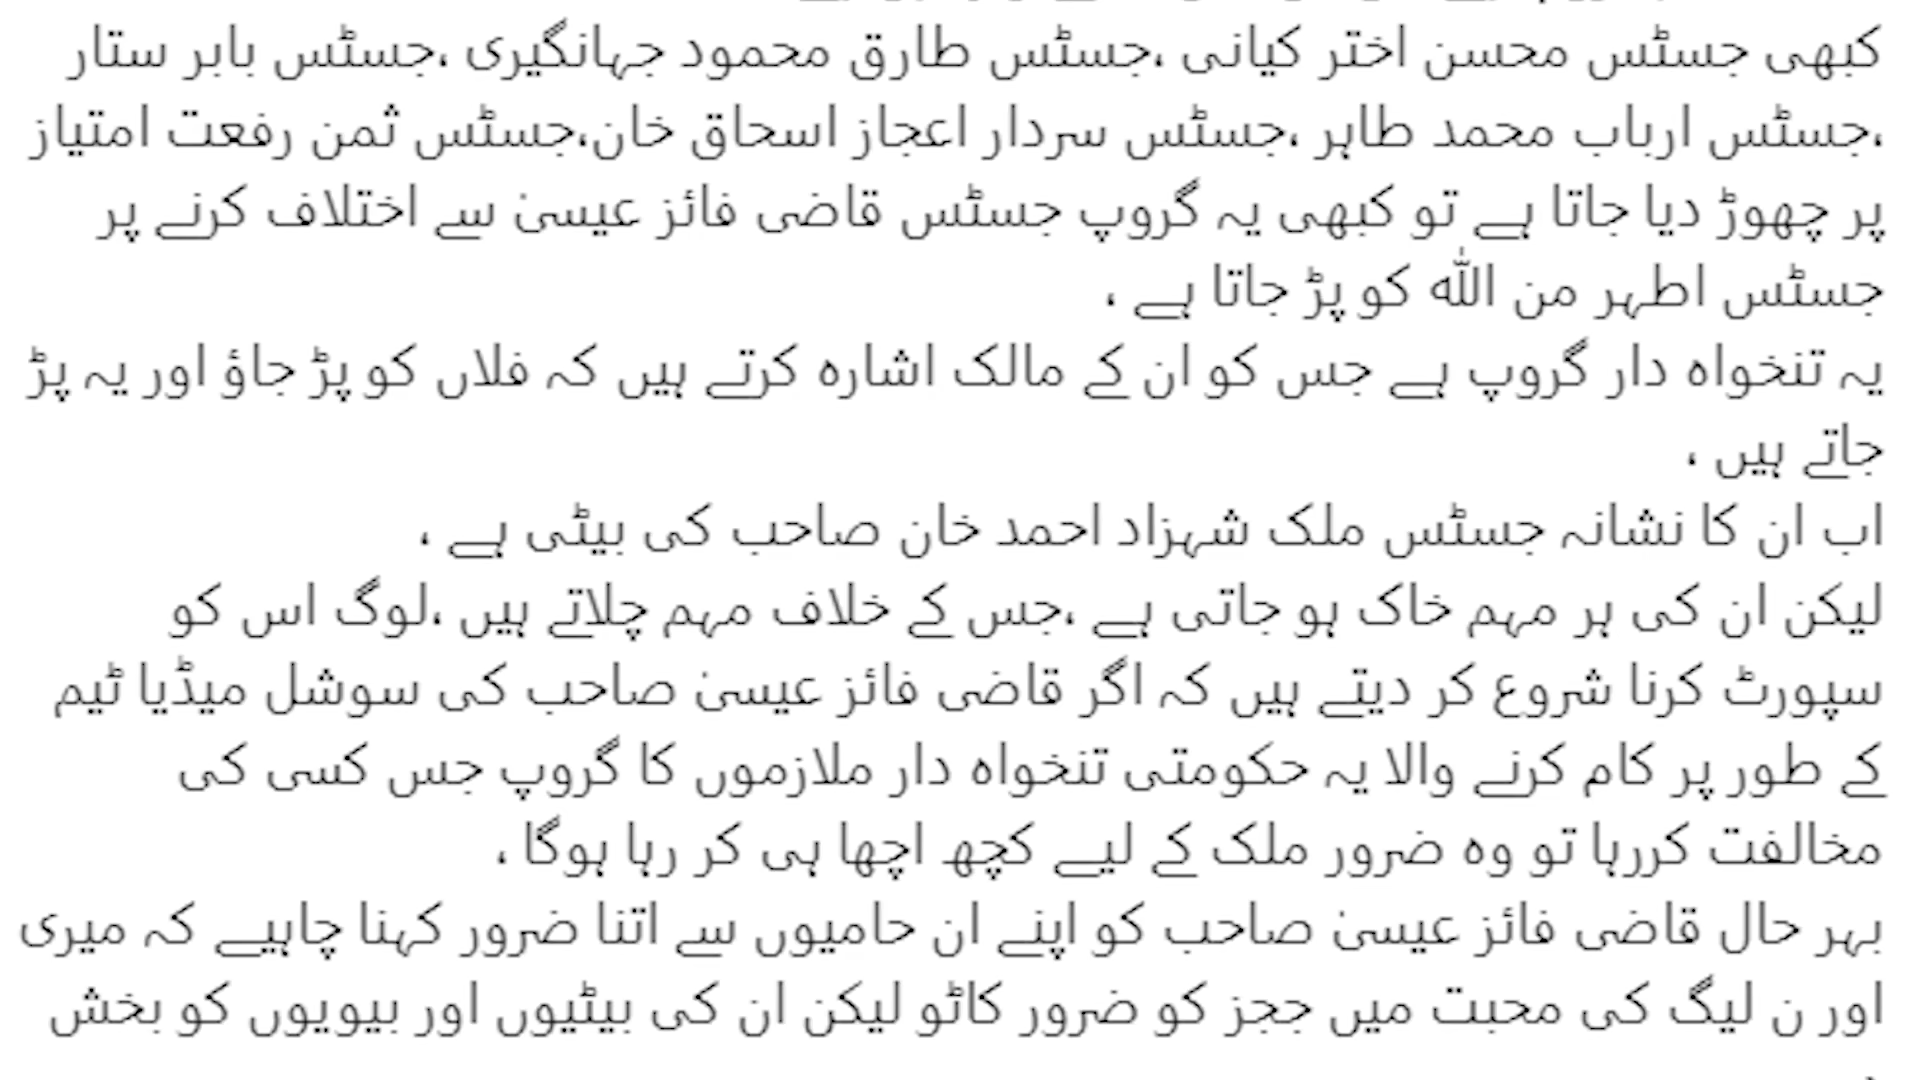 کبھی جسٹس محسن اختر کیانی ،جسٹس طارق محمود جہانگیری ،جسٹس بابر ستار
،جسٹس ارباب محمد طاہر ،جسٹس سردار اعجاز اسحاق خان،جسٹس ثمن رفعت امتیاز
پر چھوڑ دیا جاتا ہے تو کبھی یہ گروپ جسٹس قاضی فائز عیسیٰ سے اختلاف کرنے پر
جسٹس اطہر من اللّٰہ کو پڑ جاتا ہے ،
یہ تنخواہ دار گروپ ہے جس کو ان کے مالک اشارہ کرتے ہیں کہ فلاں کو پڑ جاؤ اور یہ پڑ
جاتے ہیں ،
اب ان کا نشانہ جسٹس ملک شہزاد احمد خان صاحب کی بیٹی ہے ،
لیکن ان کی ہر مہم خاک ہو جاتی ہے ،جس کے خلاف مہم چلاتے ہیں ،لوگ اس کو
سپورٹ کرنا شروع کر دیتے ہیں کہ اگر قاضی فائز عیسیٰ صاحب کی سوشل میڈیا ٹیم
کے طور پر کام کرنے والا یہ حکومتی تنخواہ دار ملازموں کا گروپ جس کسی کی
مخالفت کررہا تو وہ ضرور ملک کے لیے کچھ اچھا ہی کر رہا ہوگا ،
بہر حال قاضی فائز عیسیٰ صاحب کو اپنے ان حامیوں سے اتنا ضرور کہنا چاہیے کہ میری
اور ن لیگ کی محبت میں ججز کو ضرور کاٹو لیکن ان کی بیٹیوں اور بیویوں کو بخش